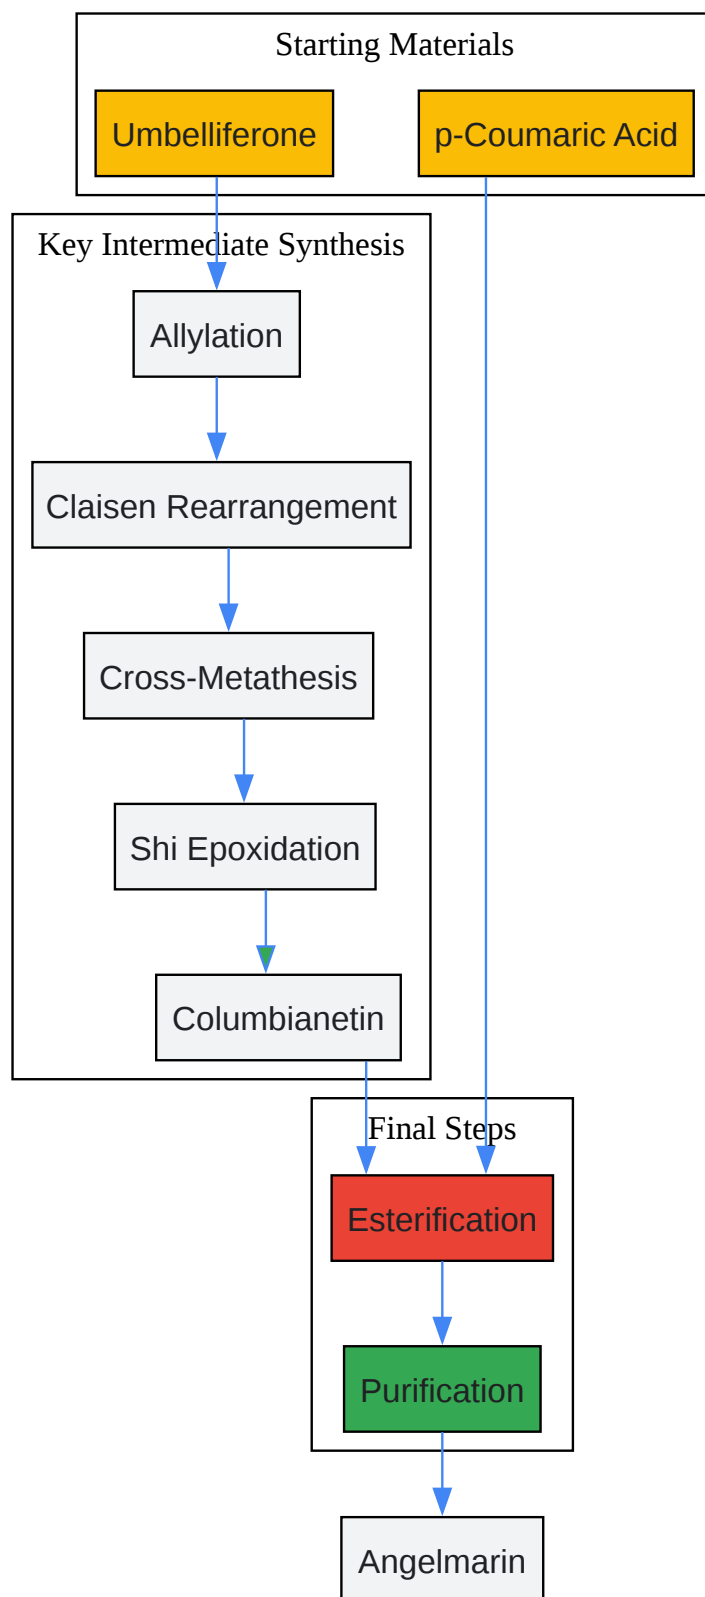 Starting Materials
Umbelliferone
p-Coumaric Acid
Key Intermediate Synthesis
Allylation
Claisen Rearrangement
Cross-Metathesis
Shi Epoxidation
Columbianetin
Final Steps
Esterification
Purification
Angelmarin